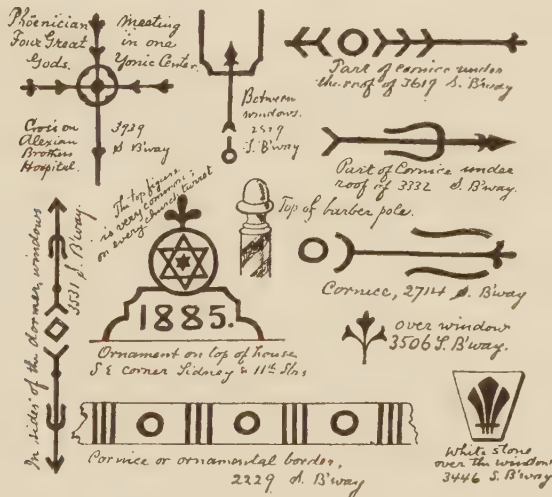 Phoenician
Four Great
Gods.
Meeting
in one
Yonic Center.
Cross on
Alexian
Brothers
Hospital.
3939
S B'way
Between
windows.
2519
S. B'way
Part of cornice under
the roof of 3619 S. B'way
Part of Cornice under
roof of 3332 S. B'way.
The top figure
is very common;
on every church turret
Top of barber pole.
Cornice, 2714 S. B'way
In sides of the dormer windows
3531 S. B'way.
1885.
Ornament on top of house
S E corner Sidney & 11th Sts,
over window
3506 S. B'way.
Cornice or ornamental border,
2229 S. B'way
White stone
over the window
3446 S. B'way